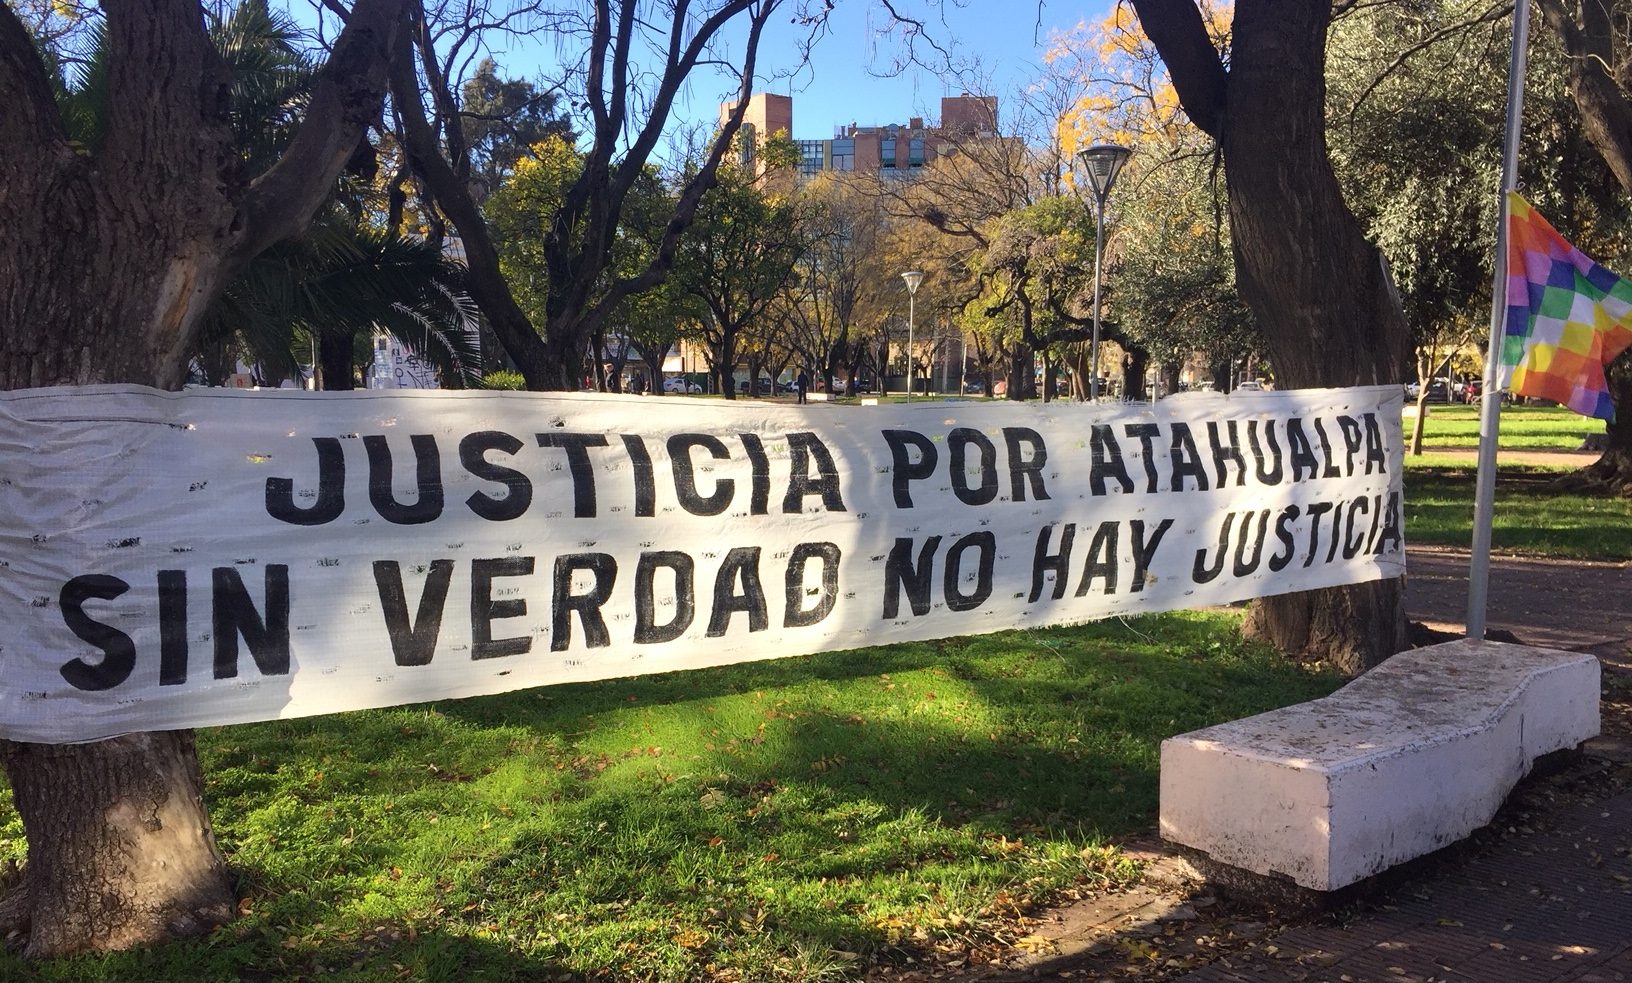 JUSTICIA POR ATAHUALPA
SIN VERDAD NO HAY JUSTICIA